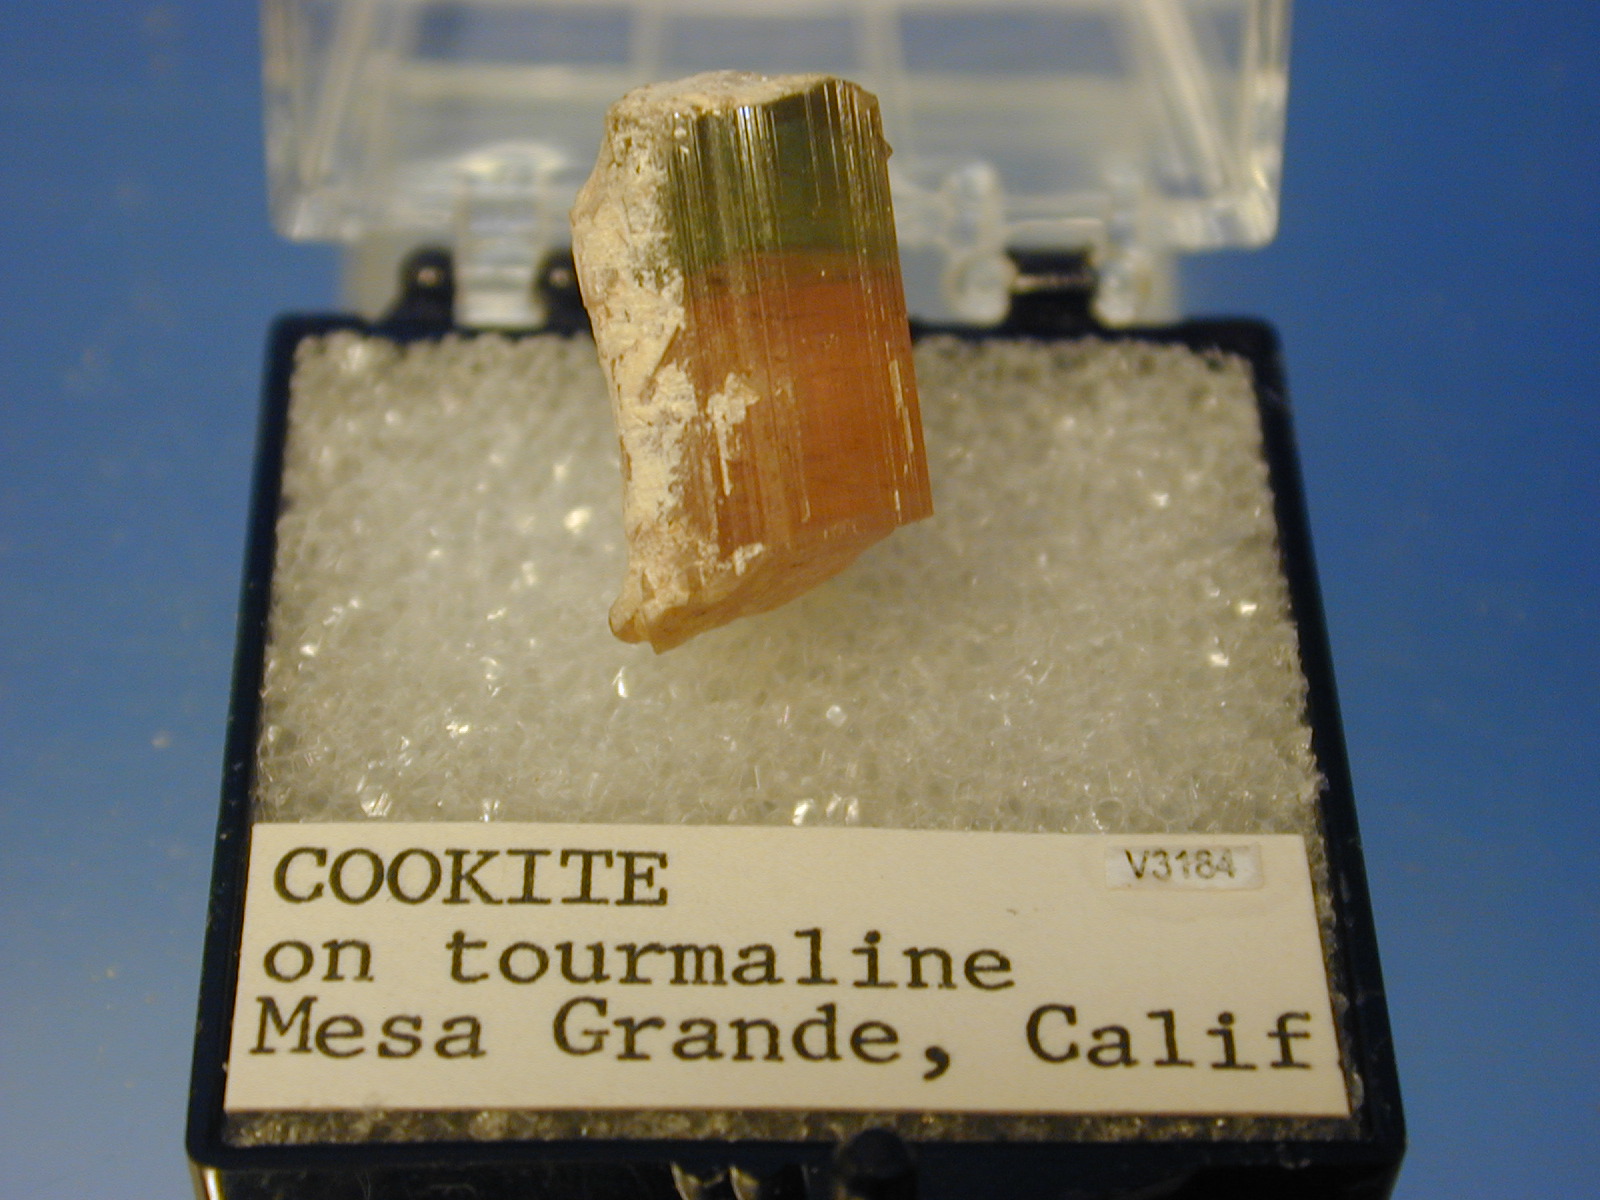 COOKITE
V3184
on tourmaline
Mesa Grande, Calif.